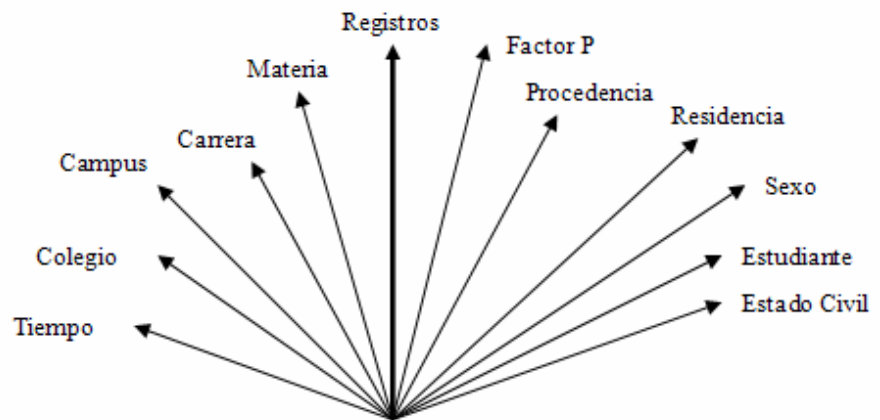 Registros
Factor P
Materia
Procedencia
Residencia
Carrera
Campus
Sexo
Colegio
Estudiante
Estado Civil
Tiempo